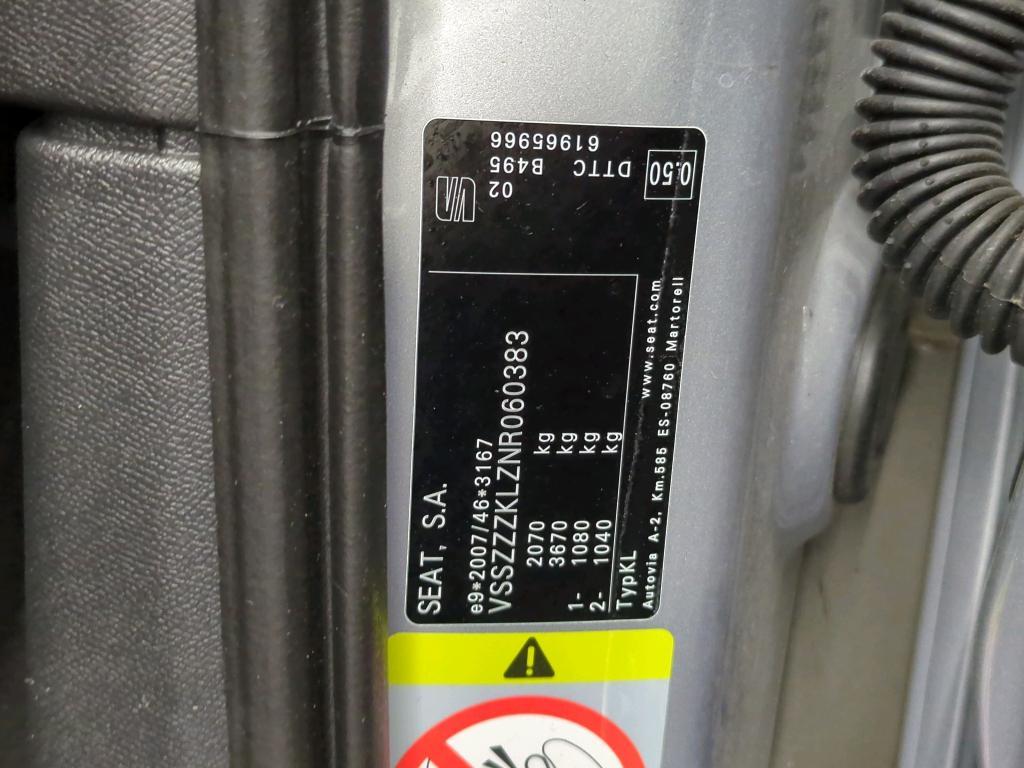 SEAT, S.A.
e9*2007/46*3167
VSSZZZKLZNR060383
2070 kg
3670 kg
1- 1080 kg
2- 1040 kg
TypKL
www.seat.com
Autovia A-2, Km.585 ES-08760 Martorell
61965966
B495
02
DTTC
0.50